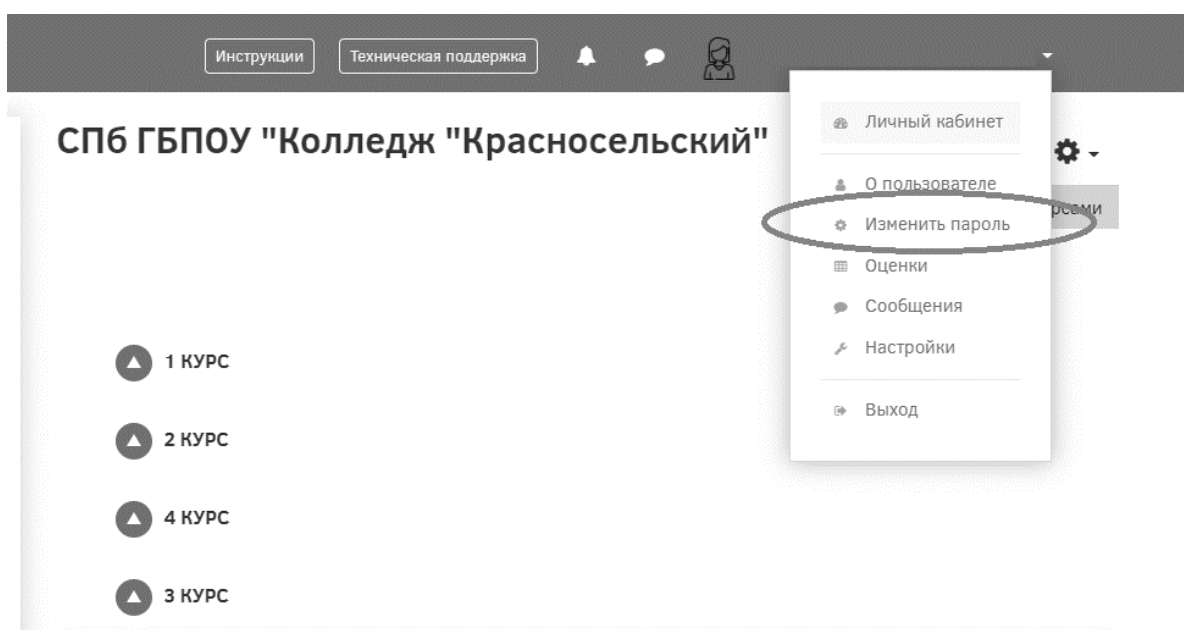 Инструкции
Техническая поддержка
СПб ГБПОУ "Колледж "Красносельский"
Личный кабинет
О пользователе
Изменить пароль
Оценки
Сообщения
Настройки
Выход
1 КУРС
2 КУРС
4 КУРС
3 КУРС